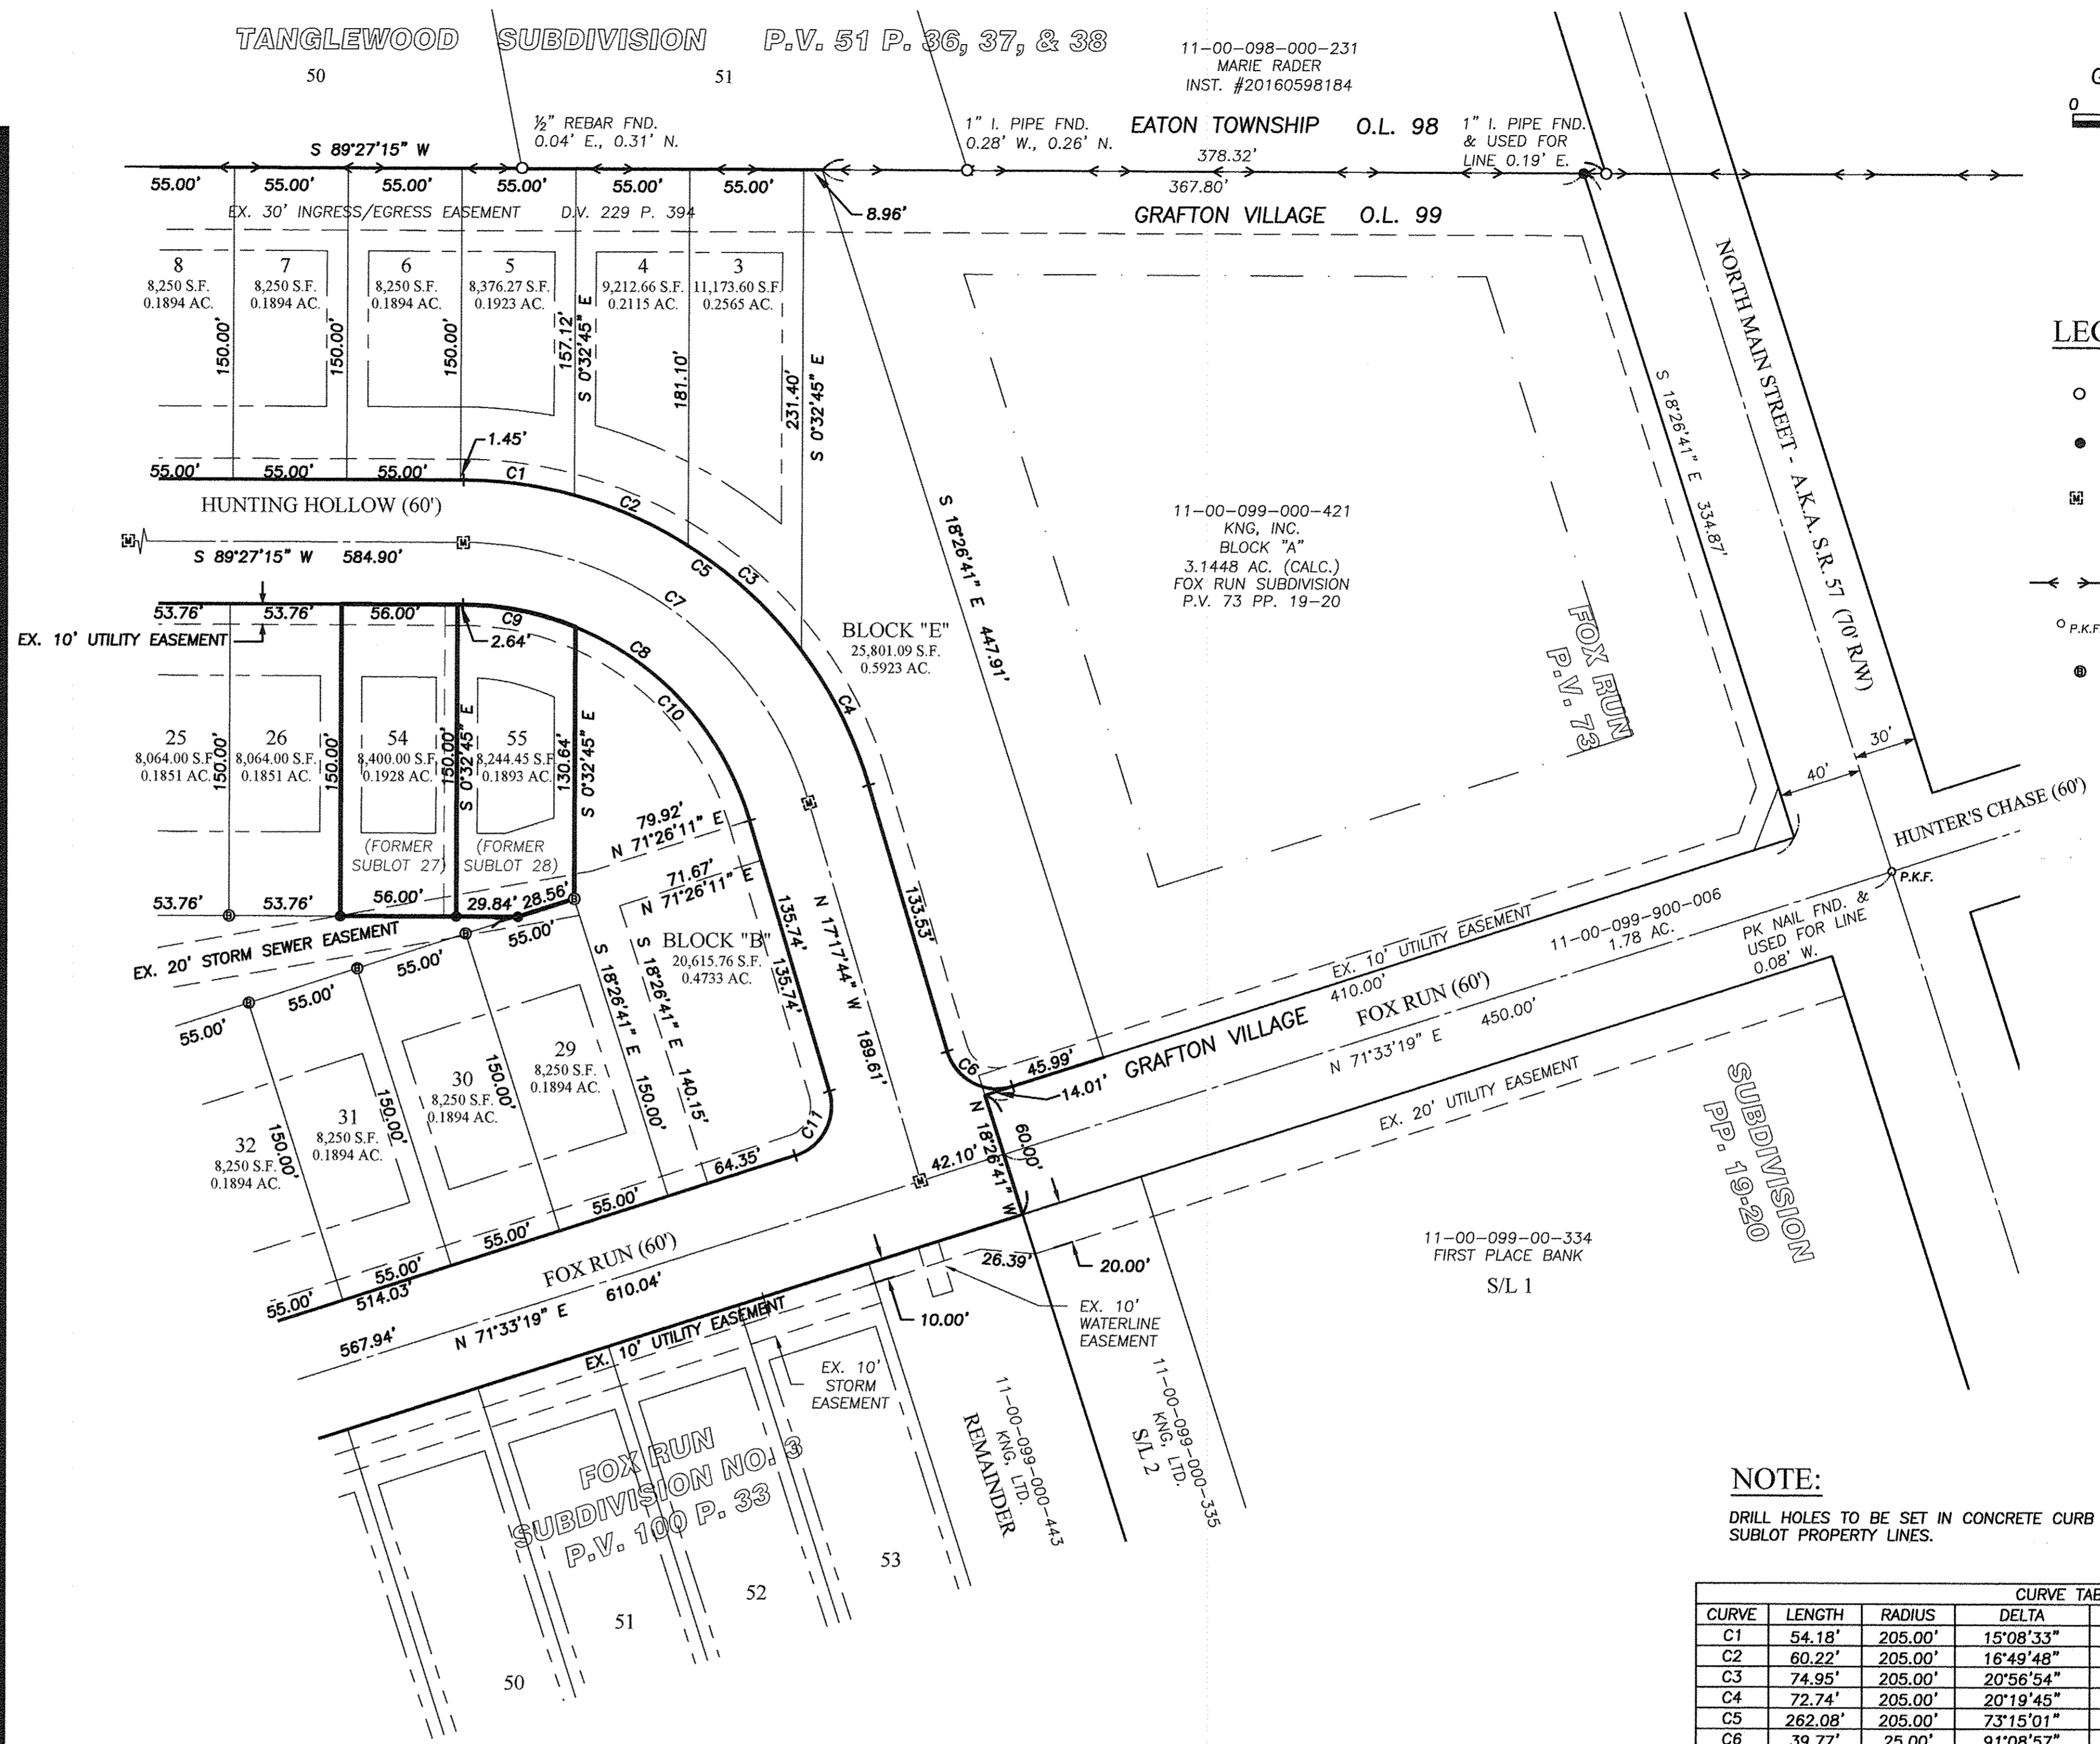 TANGLEWOOD SUBDIVISION P.V. 51 P. 36, 37, & 38
50
51
11-00-098-000-231
MARIE RADER
INST. #20160598184
½" REBAR FND.
0.04' E., 0.31' N.
1" I. PIPE FND.
0.28' W., 0.26' N.
EATON TOWNSHIP O.L. 98
1" I. PIPE FND.
& USED FOR
LINE 0.19' E.
S 89°27'15" W
378.32'
367.80'
55.00'
55.00'
55.00'
55.00'
55.00'
55.00'
8.96'
EX. 30' INGRESS/EGRESS EASEMENT D.V. 229 P. 394
GRAFTON VILLAGE O.L. 99
8
8,250 S.F.
0.1894 AC.
7
8,250 S.F.
0.1894 AC.
6
8,250 S.F.
0.1894 AC.
5
8,376.27 S.F.
0.1923 AC.
4
9,212.66 S.F.
0.2115 AC.
3
11,173.60 S.F.
0.2565 AC.
150.00'
150.00'
150.00'
157.12'
S 0°32'45" E
181.10'
231.40'
S 0°32'45" E
1.45'
55.00'
55.00'
55.00'
C1
C2
C3
C4
C5
C7
HUNTING HOLLOW (60')
S 89°27'15" W 584.90'
53.76'
53.76'
56.00'
2.64'
C9
C8
C10
EX. 10' UTILITY EASEMENT
BLOCK "E"
25,801.09 S.F.
0.5923 AC.
S 18°26'41" E 447.91'
11-00-099-000-421
KNG, INC.
BLOCK "A"
3.1448 AC. (CALC.)
FOX RUN SUBDIVISION
P.V. 73 PP. 19-20
FOX RUN
P.V. 73
S 18°26'41" E 334.87'
NORTH MAIN STREET - A.K.A. S.R. 57 (70' R/W)
30'
40'
HUNTER'S CHASE (60')
P.K.F.
PK NAIL FND. &
USED FOR LINE
0.08' W.
25
8,064.00 S.F.
0.1851 AC.
150.00'
26
8,064.00 S.F.
0.1851 AC.
150.00'
54
8,400.00 S.F.
0.1928 AC.
150.00'
S 0°32'45" E
55
8,244.45 S.F.
0.1893 AC.
130.64'
S 0°32'45" E
(FORMER
SUBLOT 27)
(FORMER
SUBLOT 28)
53.76'
53.76'
56.00'
29.84'
28.56'
79.92'
N 71°26'11" E
71.67'
N 71°26'11" E
EX. 20' STORM SEWER EASEMENT
55.00'
55.00'
55.00'
55.00'
BLOCK "B"
20,615.76 S.F.
0.4733 AC.
135.74'
135.74'
N 17°17'44" W 189.61'
133.53'
S 18°26'41" E 150.00'
S 18°26'41" E 140.15'
29
8,250 S.F.
0.1894 AC.
30
8,250 S.F.
0.1894 AC.
150.00'
31
8,250 S.F.
0.1894 AC.
150.00'
32
8,250 S.F.
0.1894 AC.
150.00'
C11
C6
45.99'
14.01'
GRAFTON VILLAGE
EX. 10' UTILITY EASEMENT
410.00'
11-00-099-900-006
1.78 AC.
FOX RUN (60')
N 71°33'19" E 450.00'
EX. 20' UTILITY EASEMENT
42.10'
60.00'
N 18°26'41" W
64.35'
55.00'
55.00'
55.00'
55.00'
514.03'
FOX RUN (60')
567.94'
N 71°33'19" E 610.04'
EX. 10' UTILITY EASEMENT
26.39'
20.00'
10.00'
EX. 10'
WATERLINE
EASEMENT
EX. 10'
STORM
EASEMENT
SUBDIVISION
PP. 19-20
11-00-099-00-334
FIRST PLACE BANK
S/L 1
11-00-099-000-335
KNG, LTD.
S/L 2
11-00-099-000-443
KNG, LTD.
REMAINDER
FOX RUN
SUBDIVISION NO. 3
P.V. 100 P. 33
53
52
51
50
G
0
LEG
P.K.F.
NOTE:
DRILL HOLES TO BE SET IN CONCRETE CURB
SUBLOT PROPERTY LINES.
CURVE TAB
CURVE LENGTH RADIUS DELTA
C1 54.18' 205.00' 15°08'33"
C2 60.22' 205.00' 16°49'48"
C3 74.95' 205.00' 20°56'54"
C4 72.74' 205.00' 20°19'45"
C5 262.08' 205.00' 73°15'01"
C6 39.77' 25.00' 91°08'57"